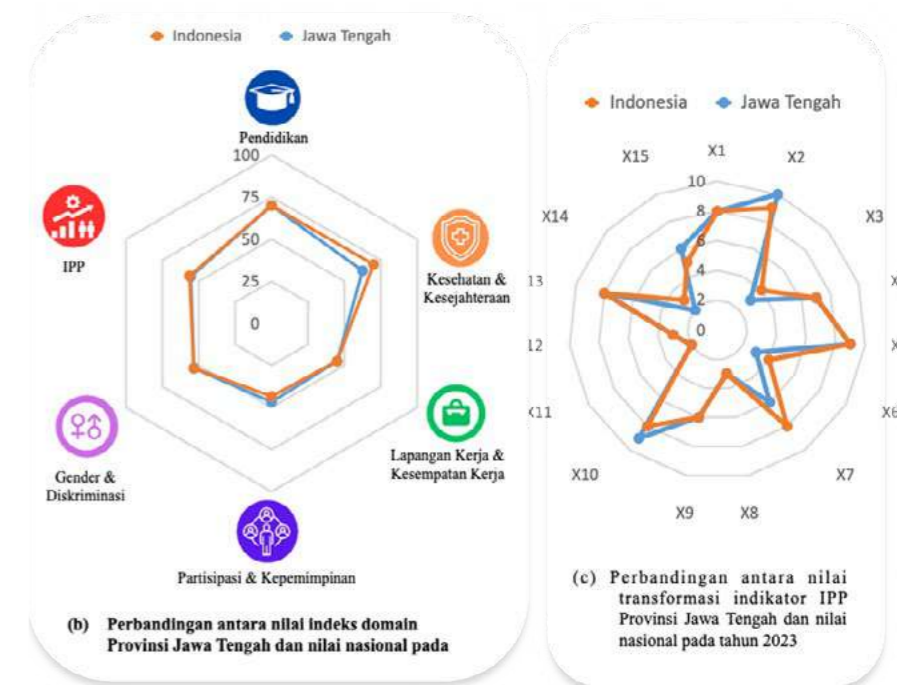 Indonesia Jawa Tengah
Pendidikan
100
75
50
25
0
IPP
Kesehatan &
Kesejahteraan
Lapangan Kerja &
Kesempatan Kerja
Gender &
Diskriminasi
Partisipasi & Kepemimpinan
(b) Perbandingan antara nilai indeks domain
Provinsi Jawa Tengah dan nilai nasional pada
Indonesia Jawa Tengah
X1
X2
X3
X6
X7
X8
X9
X10
X11
12
13
X14
X15
10
8
6
4
2
0
(c) Perbandingan antara nilai
transformasi indikator IPP
Provinsi Jawa Tengah dan nilai
nasional pada tahun 2023